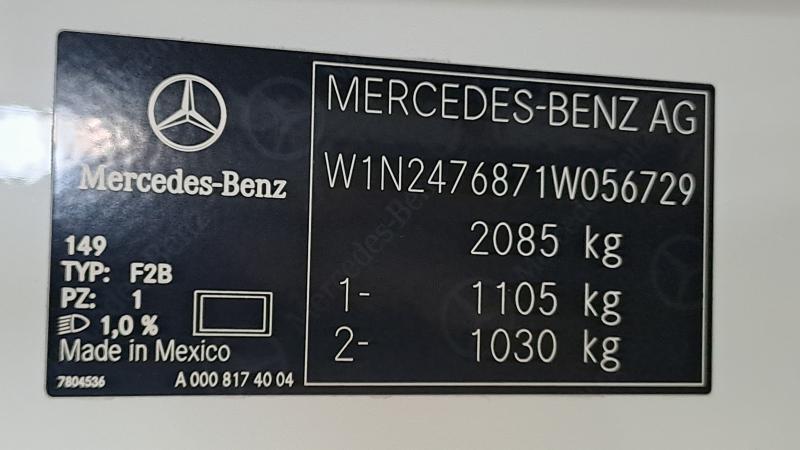 Mercedes-Benz
149
TYP: F2B
PZ: 1
1,0 %
Made in Mexico
7804536
A 000 817 40 04
MERCEDES-BENZ AG
W1N2476871W056729
2085 kg
1- 1105 kg
2- 1030 kg